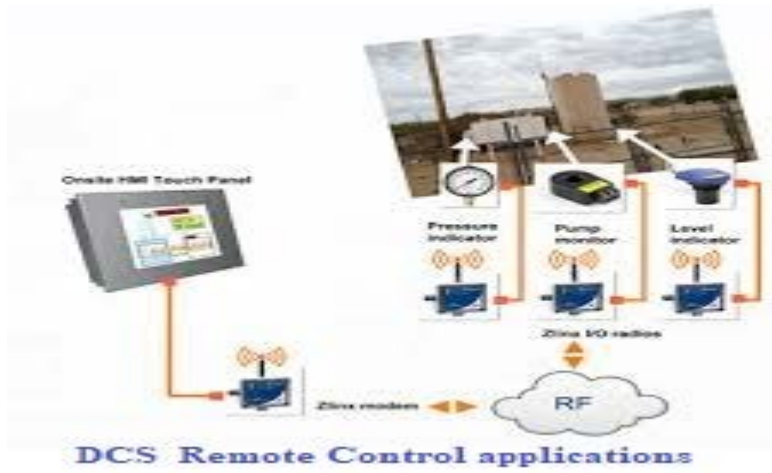 Onsite HMI Touch Panel
Pressure
indicator
Pump
monitor
Level
indicator
Zlinx I/O radios
Zlinx modem
RF
DCS Remote Control applications